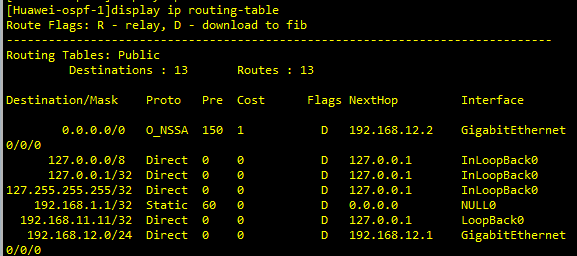 [Huawei-ospf-1]display ip routing-table
Route Flags: R - relay, D - download to fib
------------------------------------------------------------------------------
Routing Tables: Public
         Destinations : 13       Routes : 13

Destination/Mask    Proto   Pre  Cost      Flags NextHop         Interface

        0.0.0.0/0   O_NSSA  150  1           D   192.168.12.2    GigabitEthernet
0/0/0
      127.0.0.0/8   Direct  0    0           D   127.0.0.1       InLoopBack0
      127.0.0.1/32  Direct  0    0           D   127.0.0.1       InLoopBack0
127.255.255.255/32  Direct  0    0           D   127.0.0.1       InLoopBack0
    192.168.1.1/32  Static  60   0           D   0.0.0.0         NULL0
  192.168.11.11/32  Direct  0    0           D   127.0.0.1       LoopBack0
   192.168.12.0/24  Direct  0    0           D   192.168.12.1    GigabitEthernet
0/0/0